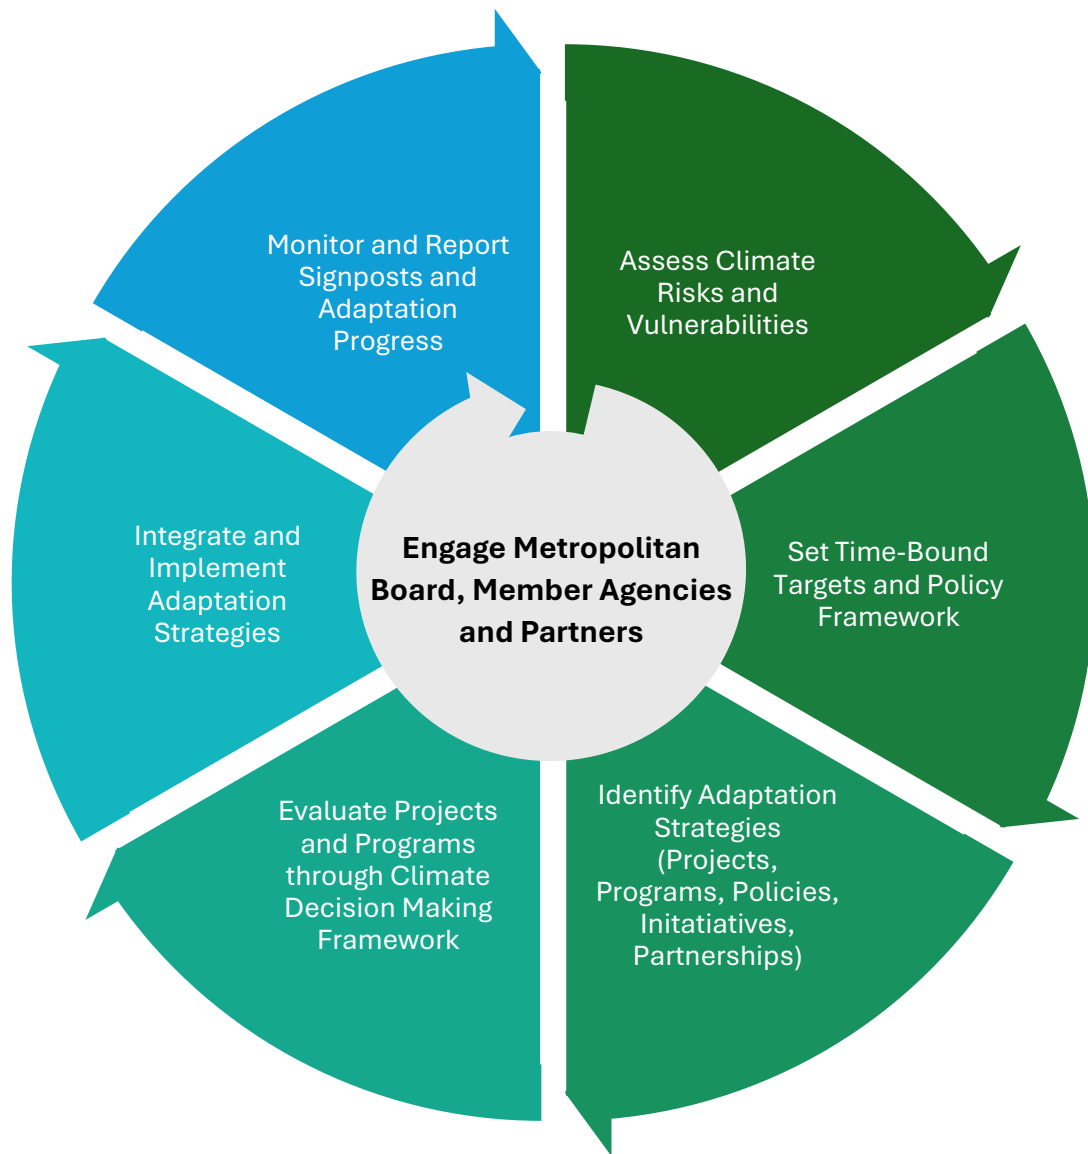 Assess Climate
Risks and
Vulnerabilities
Set Time-Bound
Targets and Policy
Framework
Identify Adaptation
Strategies
(Projects,
Programs, Policies,
Initatiatives,
Partnerships)
Evaluate Projects
and Programs
through Climate
Decision Making
Framework
Integrate and
Implement
Adaptation
Strategies
Monitor and Report
Signposts and
Adaptation
Progress
Engage Metropolitan
Board, Member Agencies
and Partners